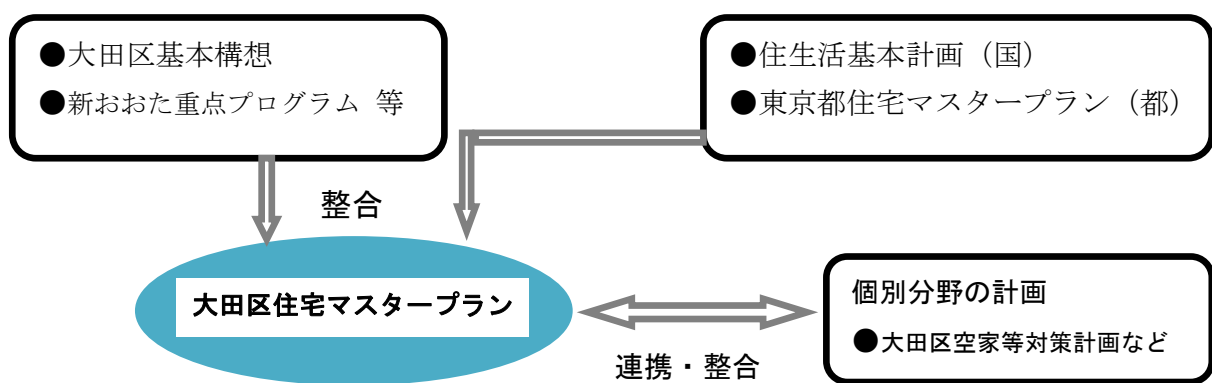 ●大田区基本構想
●新おおた重点プログラム 等
●住生活基本計画（国）
●東京都住宅マスタープラン（都）
整合
大田区住宅マスタープラン
個別分野の計画
●大田区空家等対策計画など
連携・整合